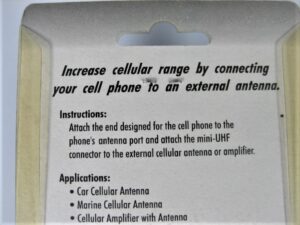 Increase cellular range by connecting
your cell phone to an external antenna.
Instructions:
Attach the end designed for the cell phone to the
phone's antenna port and attach the mini-UHF
connector to the external cellular antenna or amplifier.
Applications:
• Car Cellular Antenna
• Marine Cellular Antenna
• Cellular Amplifier with Antenna